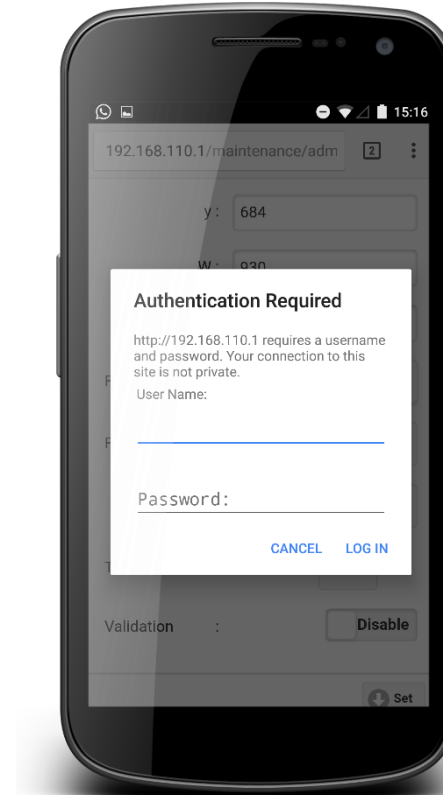 15:16
192.168.110.1/maintenance/adm 2
y : 684
W : 930
Authentication Required
http://192.168.110.1 requires a username
and password. Your connection to this
site is not private.
User Name:
Password:
CANCEL LOG IN
Validation : Disable
Set